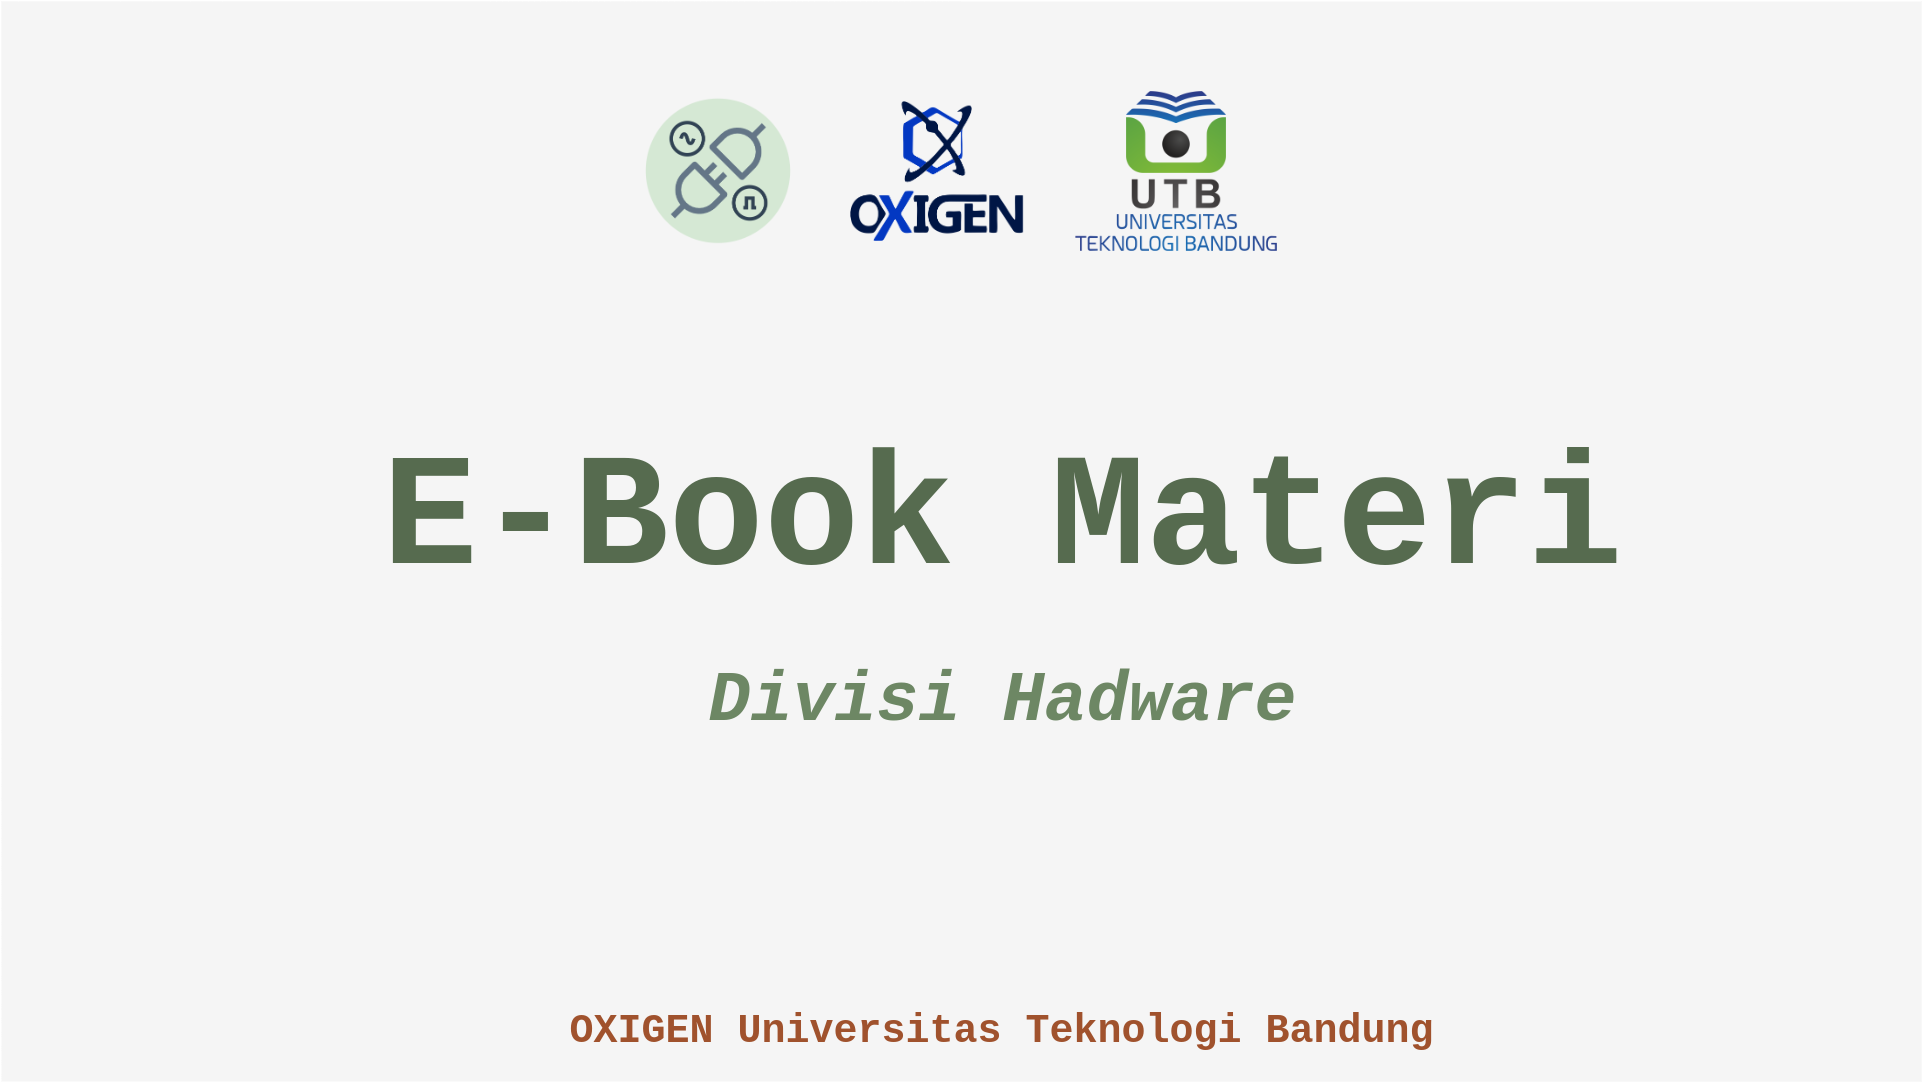 OXIGEN
UTB
UNIVERSITAS
TEKNOLOGI BANDUNG
E-Book Materi
Divisi Hadware
OXIGEN Universitas Teknologi Bandung